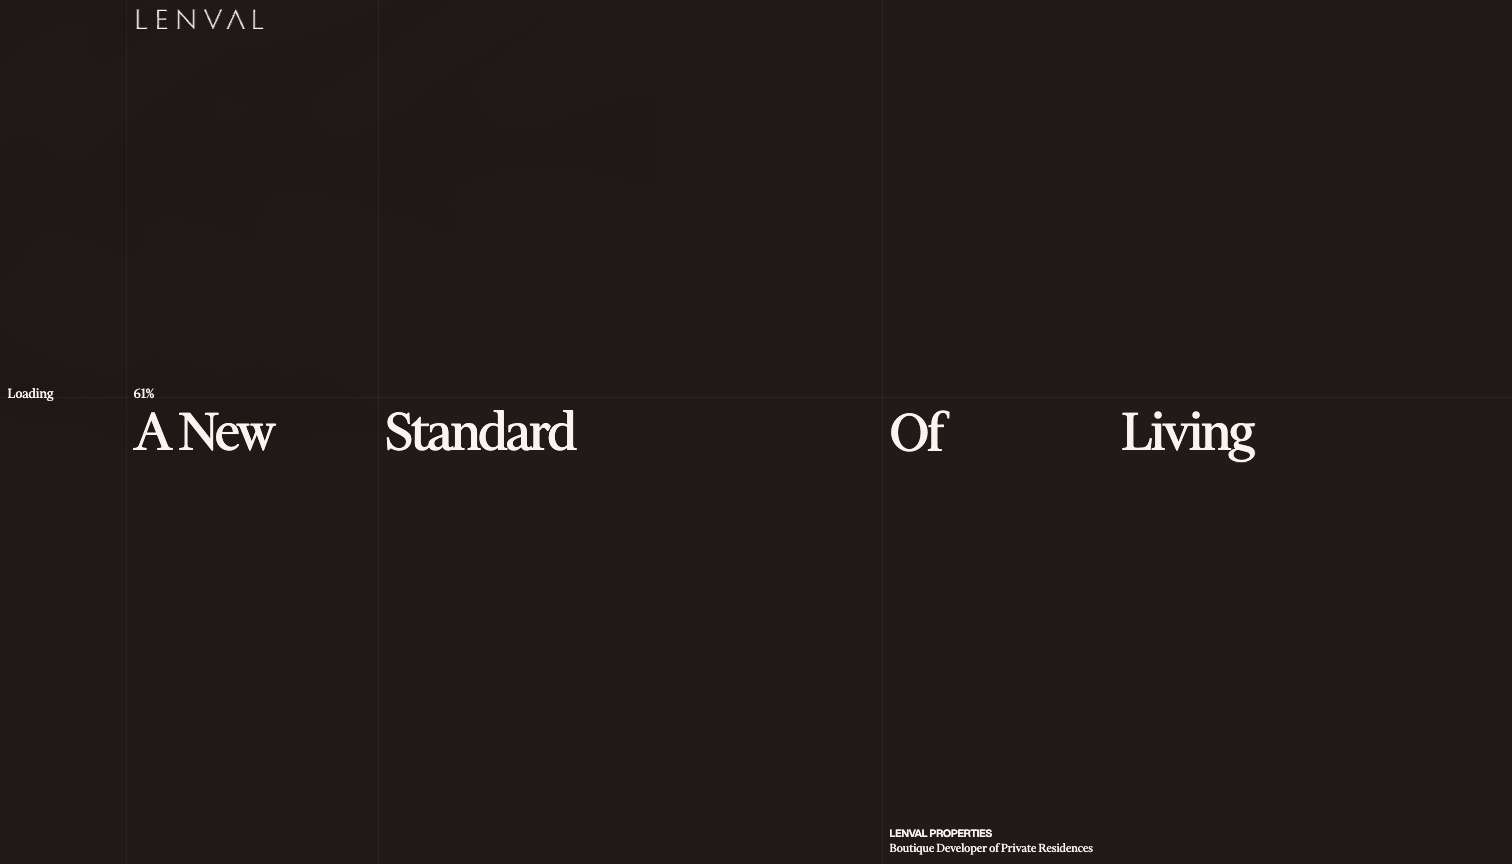 LENVAL
Loading 61%
A New Standard Of Living
LENVAL PROPERTIES
Boutique Developer of Private Residences